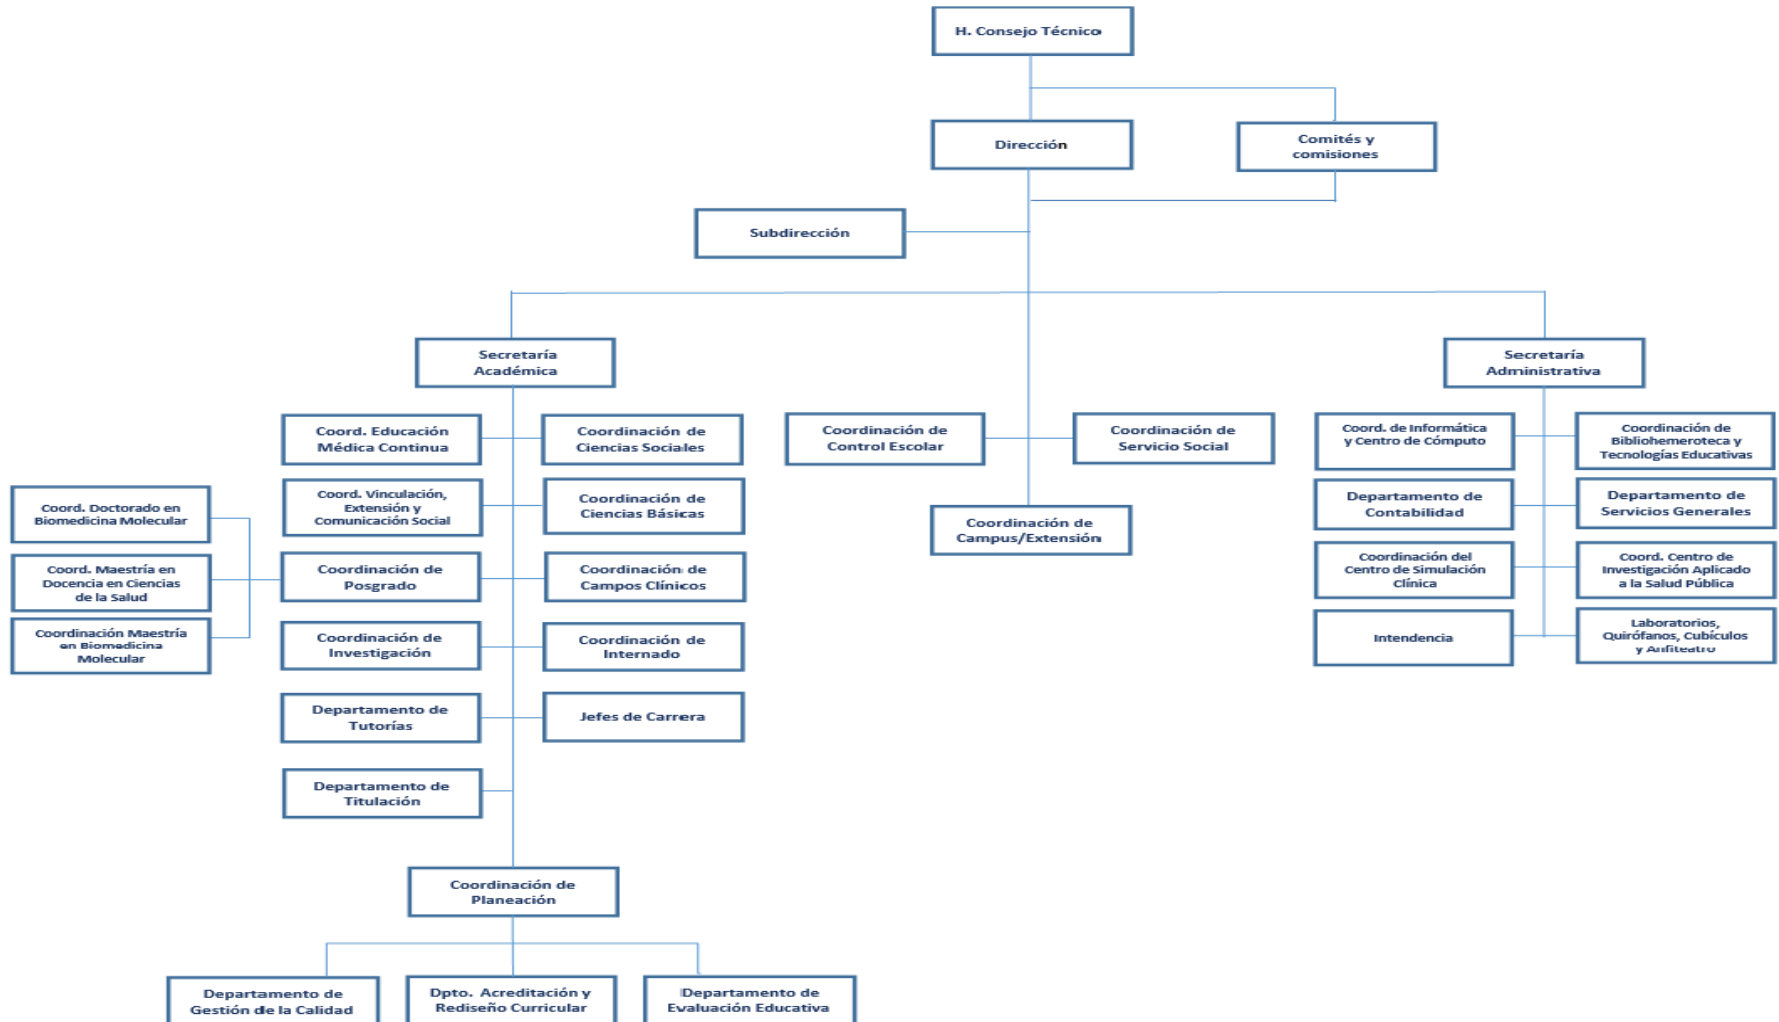 H. Consejo Técnico
Dirección
Comités y
comisiones
Subdirección
Secretaría
Académica
Secretaría
Administrativa
Coord. Educación
Médica Continua
Coordinación de
Ciencias Sociales
Coordinación de
Control Escolar
Coordinación de
Servicio Social
Coord. de Informática
y Centro de Cómputo
Coordinación de
Bibliohemeroteca y
Tecnologías Educativas
Coord. Doctorado en
Biomedicina Molecular
Coord. Vinculación,
Extensión y
Comunicación Social
Coordinación de
Ciencias Básicas
Coordinación de
Campus/Extensión
Departamento de
Contabilidad
Departamento de
Servicios Generales
Coord. Maestría en
Docencia en Ciencias
de la Salud
Coordinación de
Posgrado
Coordinación de
Campos Clínicos
Coordinación del
Centro de Simulación
Clínica
Coord. Centro de
Investigación Aplicado
a la Salud Pública
Coordinación Maestría
en Biomedicina
Molecular
Coordinación de
Investigación
Coordinación de
Internado
Intendencia
Laboratorios,
Quirófanos, Cubículos
y Anfiteatro
Departamento de
Tutorías
Jefes de Carrera
Departamento de
Titulación
Coordinación de
Planeación
Departamento de
Gestión de la Calidad
Dpto. Acreditación y
Rediseño Curricular
Departamento de
Evaluación Educativa